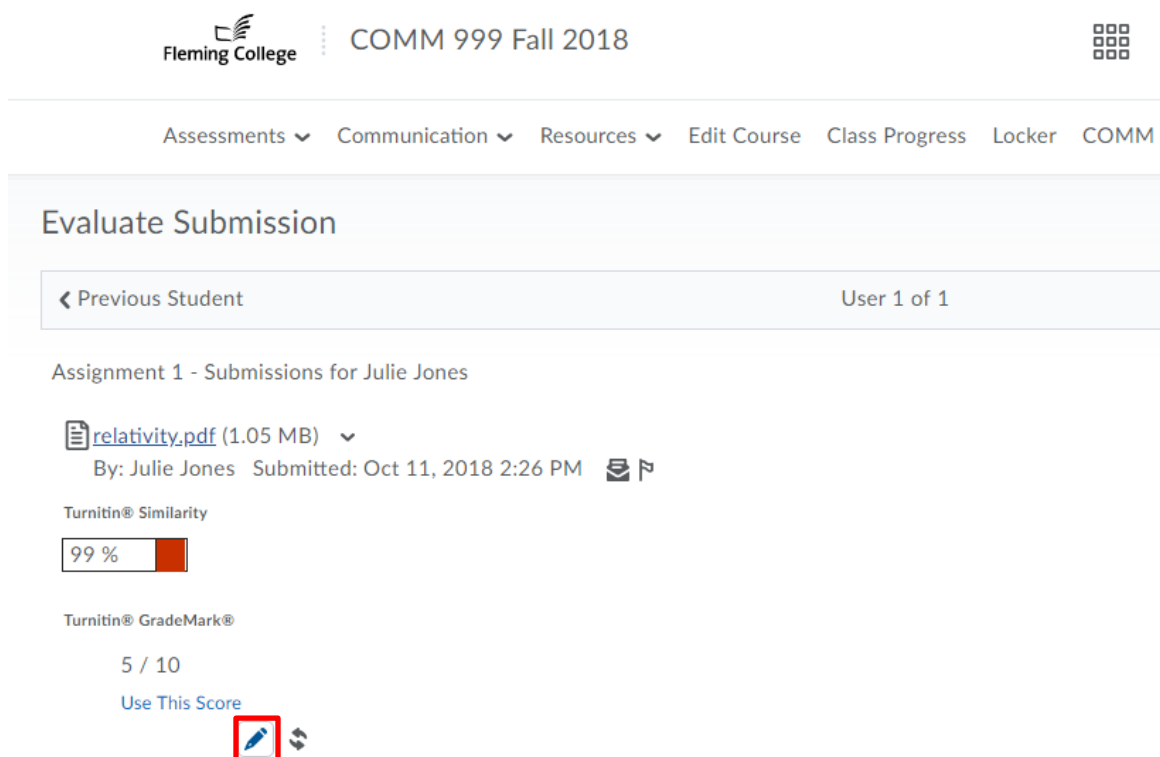 Fleming College
COMM 999 Fall 2018
Assessments Communication Resources Edit Course Class Progress Locker COMM
Evaluate Submission
Previous Student User 1 of 1
Assignment 1 - Submissions for Julie Jones
relativity.pdf (1.05 MB)
By: Julie Jones Submitted: Oct 11, 2018 2:26 PM
Turnitin® Similarity
99 %
Turnitin® GradeMark®
5 / 10
Use This Score